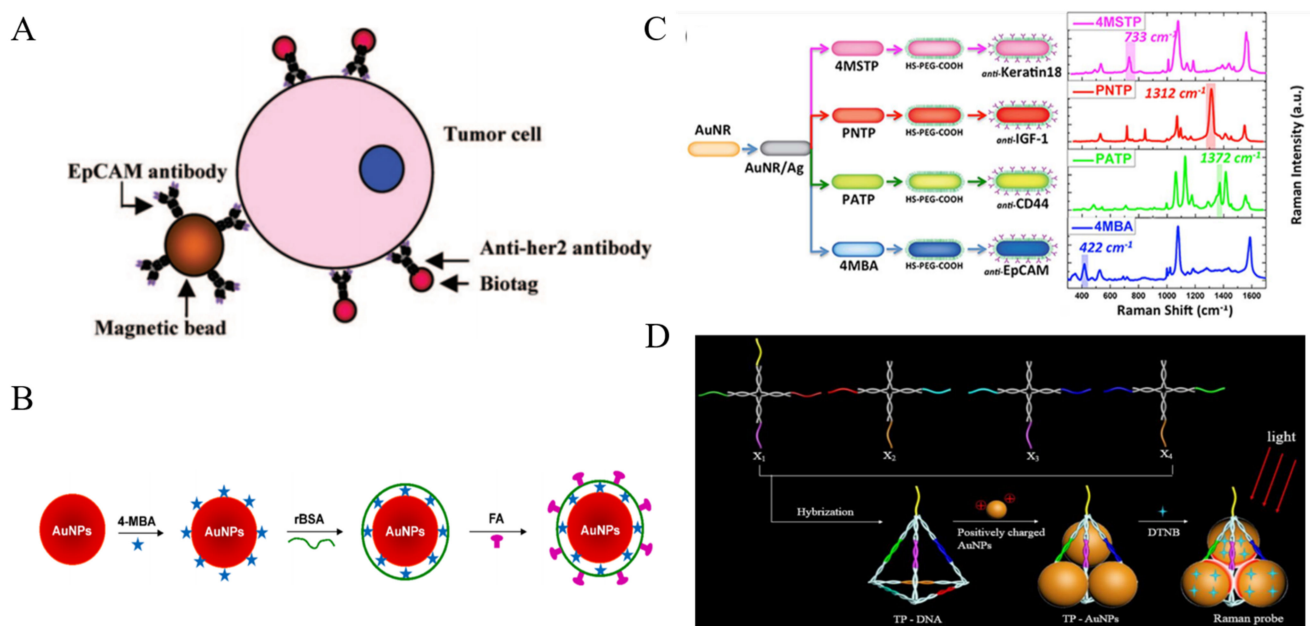 A
EpCAM antibody
Tumor cell
Anti-her2 antibody
Biotag
Magnetic bead
B
AuNPs
4-MBA
AuNPs
rBSA
AuNPs
FA
AuNPs
C
AuNR
AuNR/Ag
4MSTP
HS-PEG-COOH
anti-Keratin18
PNTP
HS-PEG-COOH
anti-IGF-1
PATP
HS-PEG-COOH
anti-CD44
4MBA
HS-PEG-COOH
anti-EpCAM
4MSTP
733 cm⁻¹
PNTP
1312 cm⁻¹
PATP
1372 cm⁻¹
4MBA
422 cm⁻¹
400 600 800 1000 1200 1400 1600
Raman Shift (cm⁻¹)
Raman Intensity (a.u.)
D
X₁
X₂
X₃
X₄
light
Hybrization
Positively charged
AuNPs
DTNB
TP - DNA
TP - AuNPs
Raman probe